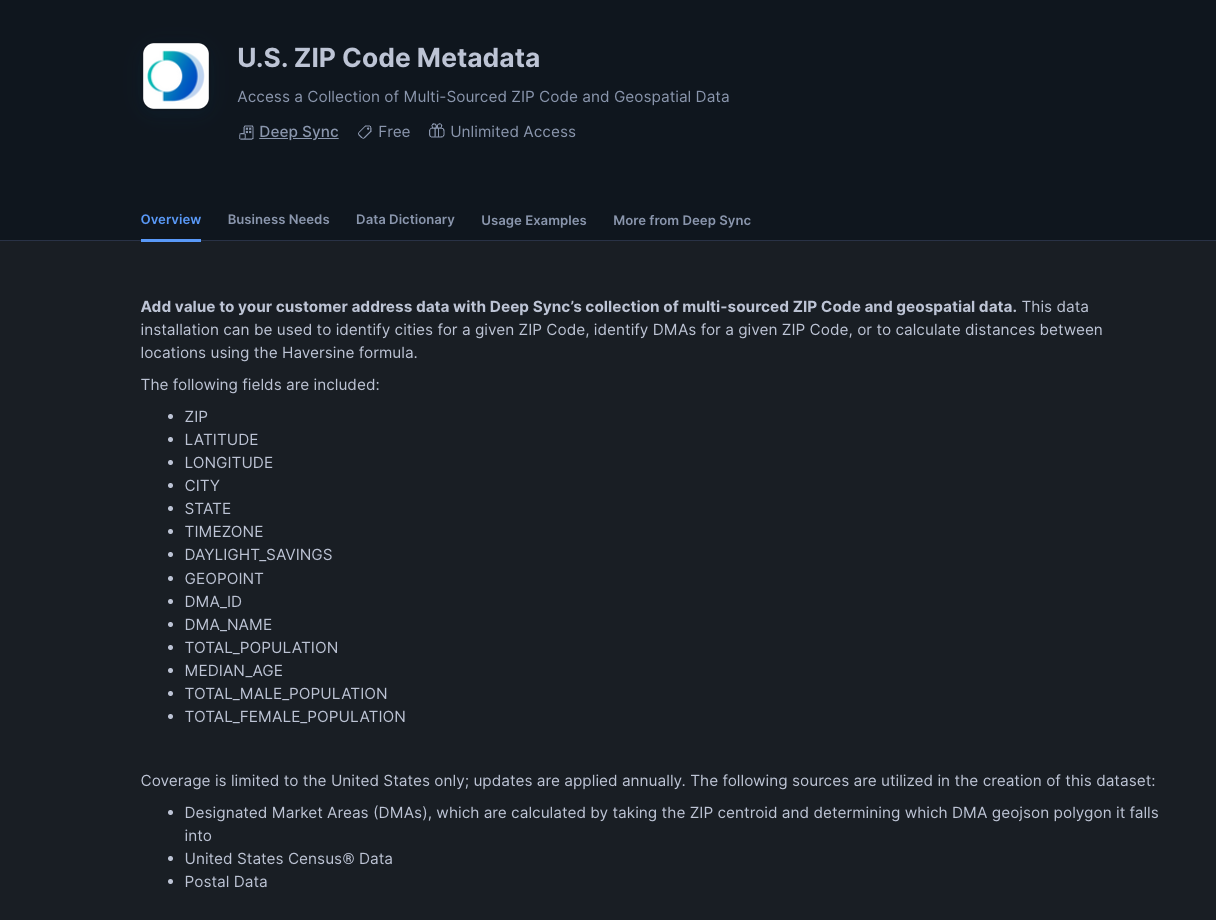 U.S. ZIP Code Metadata
Access a Collection of Multi-Sourced ZIP Code and Geospatial Data
Deep Sync Free Unlimited Access
Overview Business Needs Data Dictionary Usage Examples More from Deep Sync
Add value to your customer address data with Deep Sync’s collection of multi-sourced ZIP Code and geospatial data. This data
installation can be used to identify cities for a given ZIP Code, identify DMAs for a given ZIP Code, or to calculate distances between
locations using the Haversine formula.
The following fields are included:
• ZIP
• LATITUDE
• LONGITUDE
• CITY
• STATE
• TIMEZONE
• DAYLIGHT_SAVINGS
• GEOPOINT
• DMA_ID
• DMA_NAME
• TOTAL_POPULATION
• MEDIAN_AGE
• TOTAL_MALE_POPULATION
• TOTAL_FEMALE_POPULATION
Coverage is limited to the United States only; updates are applied annually. The following sources are utilized in the creation of this dataset:
• Designated Market Areas (DMAs), which are calculated by taking the ZIP centroid and determining which DMA geojson polygon it falls
into
• United States Census® Data
• Postal Data